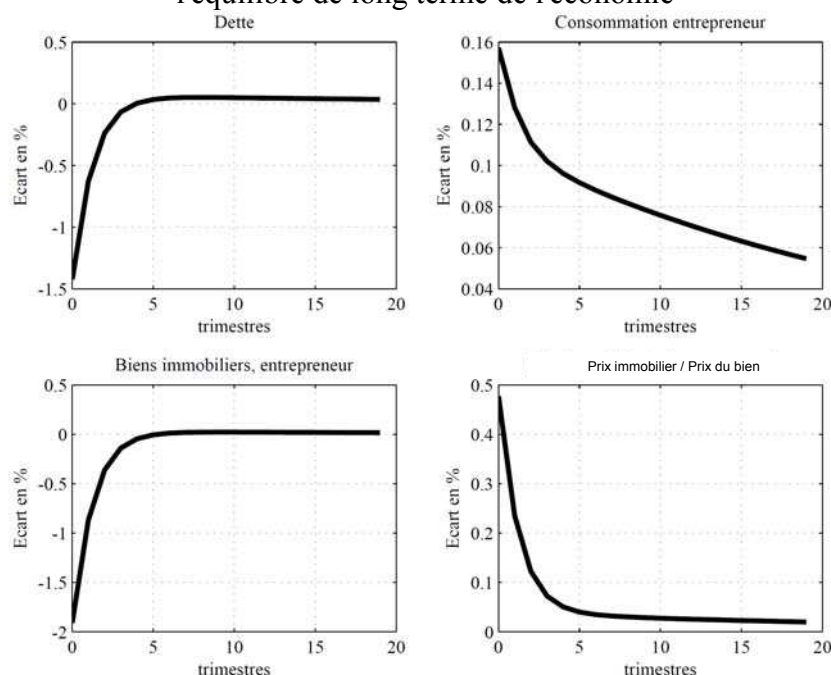 l'équilibre de long terme de l'économie
Dette
0.5
0
-0.5
-1
-1.5
Ecart en %
0 5 10 15 20
trimestres
Consommation entrepreneur
0.16
0.14
0.12
0.1
0.08
0.06
0.04
Ecart en %
0 5 10 15 20
trimestres
Biens immobiliers, entrepreneur
0.5
0
-0.5
-1
-1.5
-2
Ecart en %
0 5 10 15 20
trimestres
Prix immobilier / Prix du bien
0.5
0.4
0.3
0.2
0.1
0
Ecart en %
0 5 10 15 20
trimestres